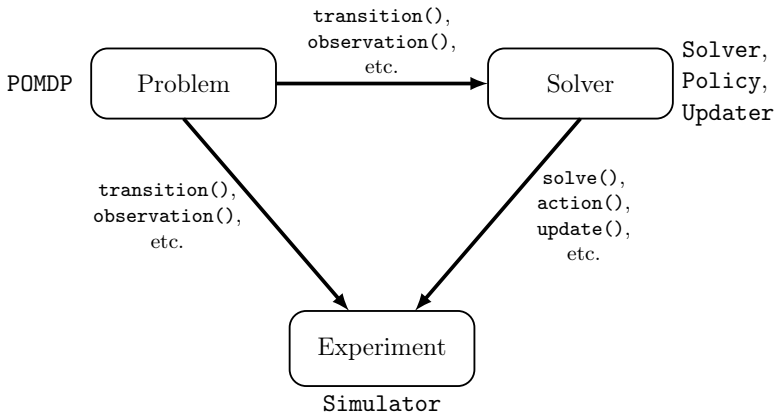 transition(),
observation(),
etc.
POMDP
Problem
Solver
Solver,
Policy,
Updater
transition(),
observation(),
etc.
solve(),
action(),
update(),
etc.
Experiment
Simulator